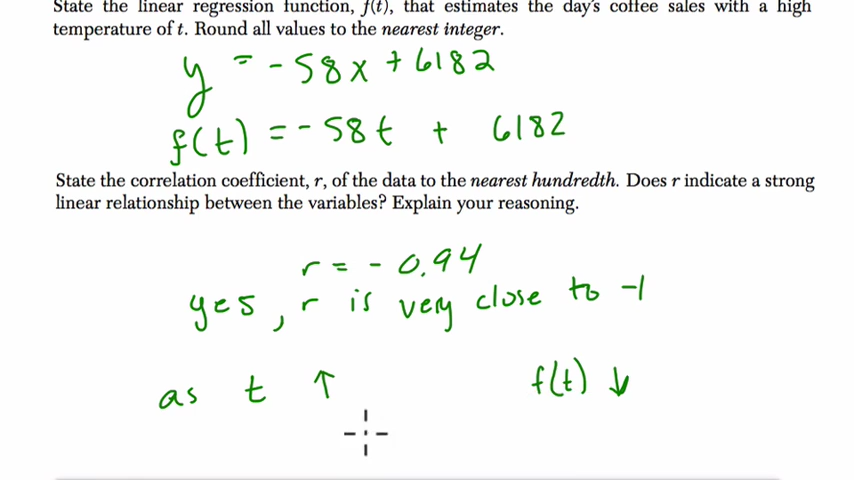 State the linear regression function, f(t), that estimates the day's coffee sales with a high
temperature of t. Round all values to the nearest integer.
y = - 58x + 6182
f(t) = - 58t + 6182
State the correlation coefficient, r, of the data to the nearest hundredth. Does r indicate a strong
linear relationship between the variables? Explain your reasoning.
r = - 0.94
yes, r is very close to -1
as t ↑ f(t) ↓